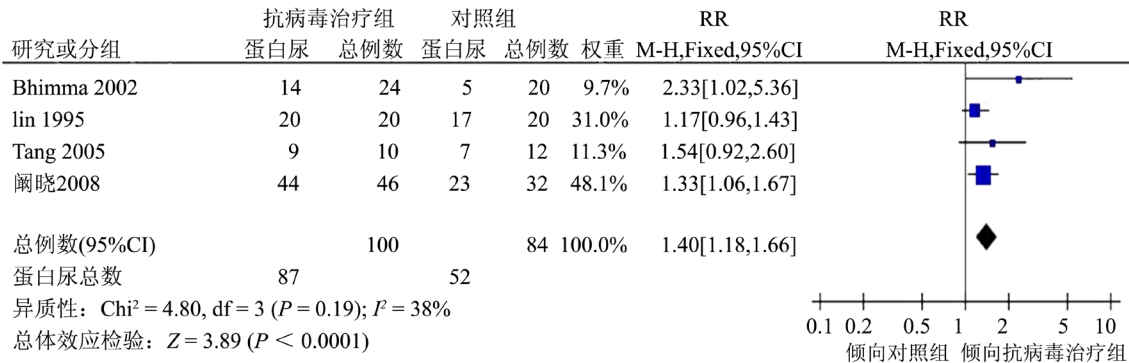 抗病毒治疗组 对照组 RR RR
研究或分组 蛋白尿 总例数 蛋白尿 总例数 权重 M-H,Fixed,95%CI M-H,Fixed,95%CI
Bhimma 2002 14 24 5 20 9.7% 2.33[1.02,5.36]
lin 1995 20 20 17 20 31.0% 1.17[0.96,1.43]
Tang 2005 9 10 7 12 11.3% 1.54[0.92,2.60]
阚晓2008 44 46 23 32 48.1% 1.33[1.06,1.67]
总例数(95%CI) 100 84 100.0% 1.40[1.18,1.66]
蛋白尿总数 87 52
异质性：Chi² = 4.80, df = 3 (P = 0.19); I² = 38%
总体效应检验：Z = 3.89 (P < 0.0001)
0.1 0.2 0.5 1 2 5 10
倾向对照组 倾向抗病毒治疗组